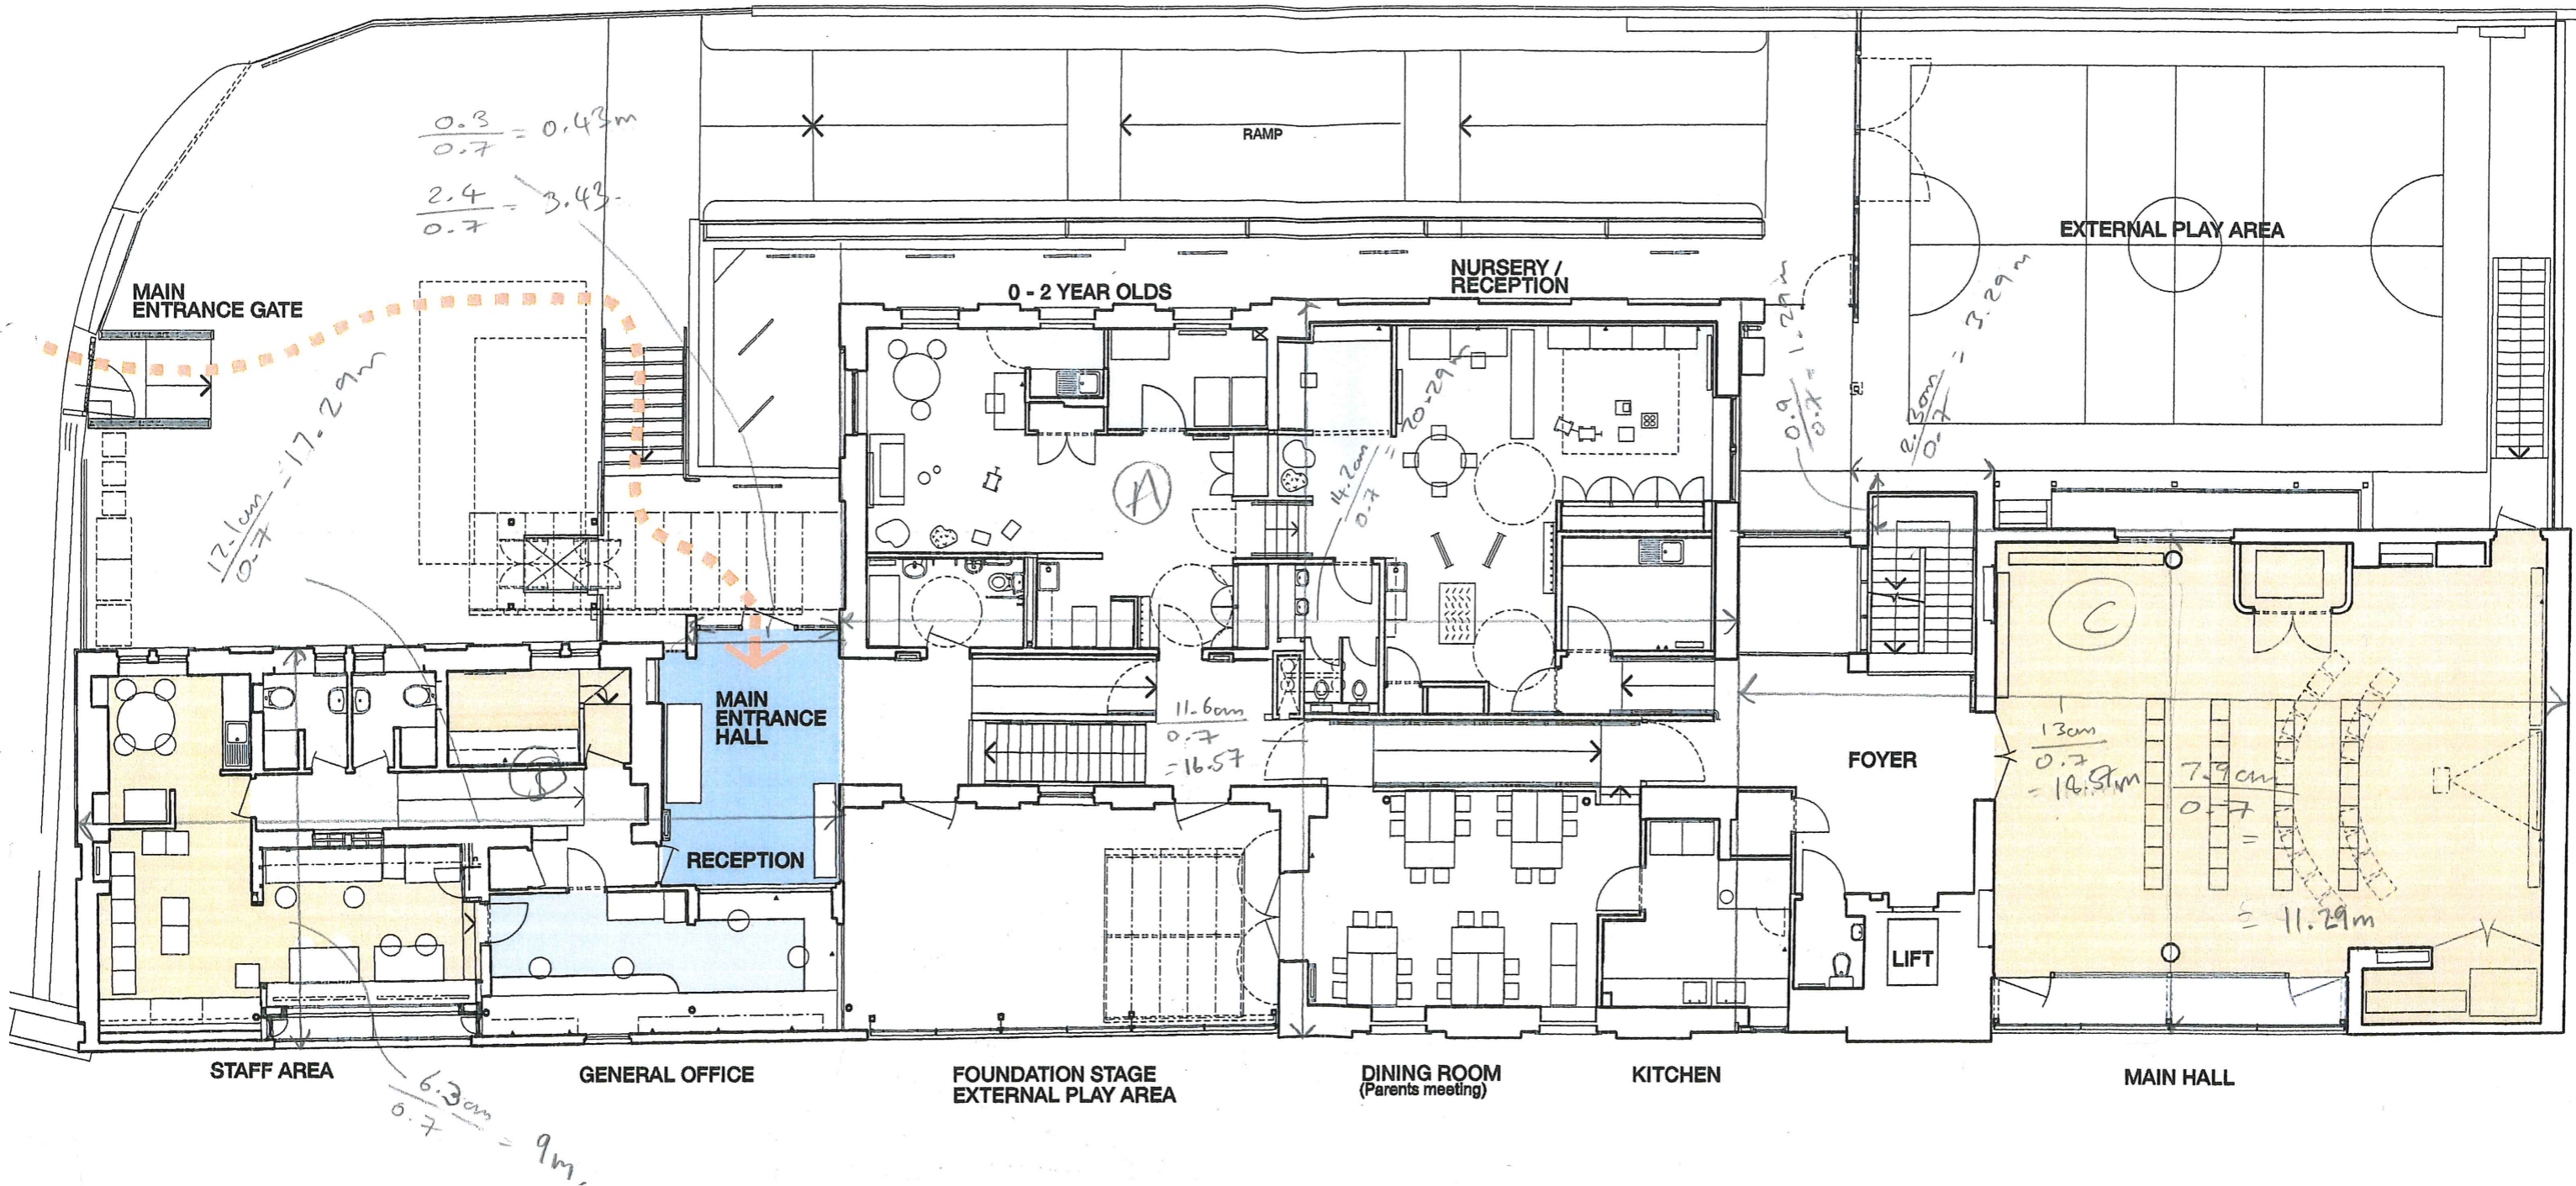 0.3
0.7
= 0.43m
2.4
0.7
= 3.43
RAMP
EXTERNAL PLAY AREA
MAIN
ENTRANCE GATE
0 - 2 YEAR OLDS
NURSERY /
RECEPTION
12.1cm
0.7
= 17.29m
14.2cm
0.7
= 20.29m
0.9
0.7
= 1.29m
2.3cm
0.7
= 3.29m
A
B
C
MAIN
ENTRANCE
HALL
RECEPTION
11.6cm
0.7
= 16.57
FOYER
LIFT
13cm
0.7
= 18.57m
7.9cm
0.7
=
= 11.29m
STAFF AREA
GENERAL OFFICE
FOUNDATION STAGE
EXTERNAL PLAY AREA
DINING ROOM
(Parents meeting)
KITCHEN
MAIN HALL
6.3cm
0.7
= 9m